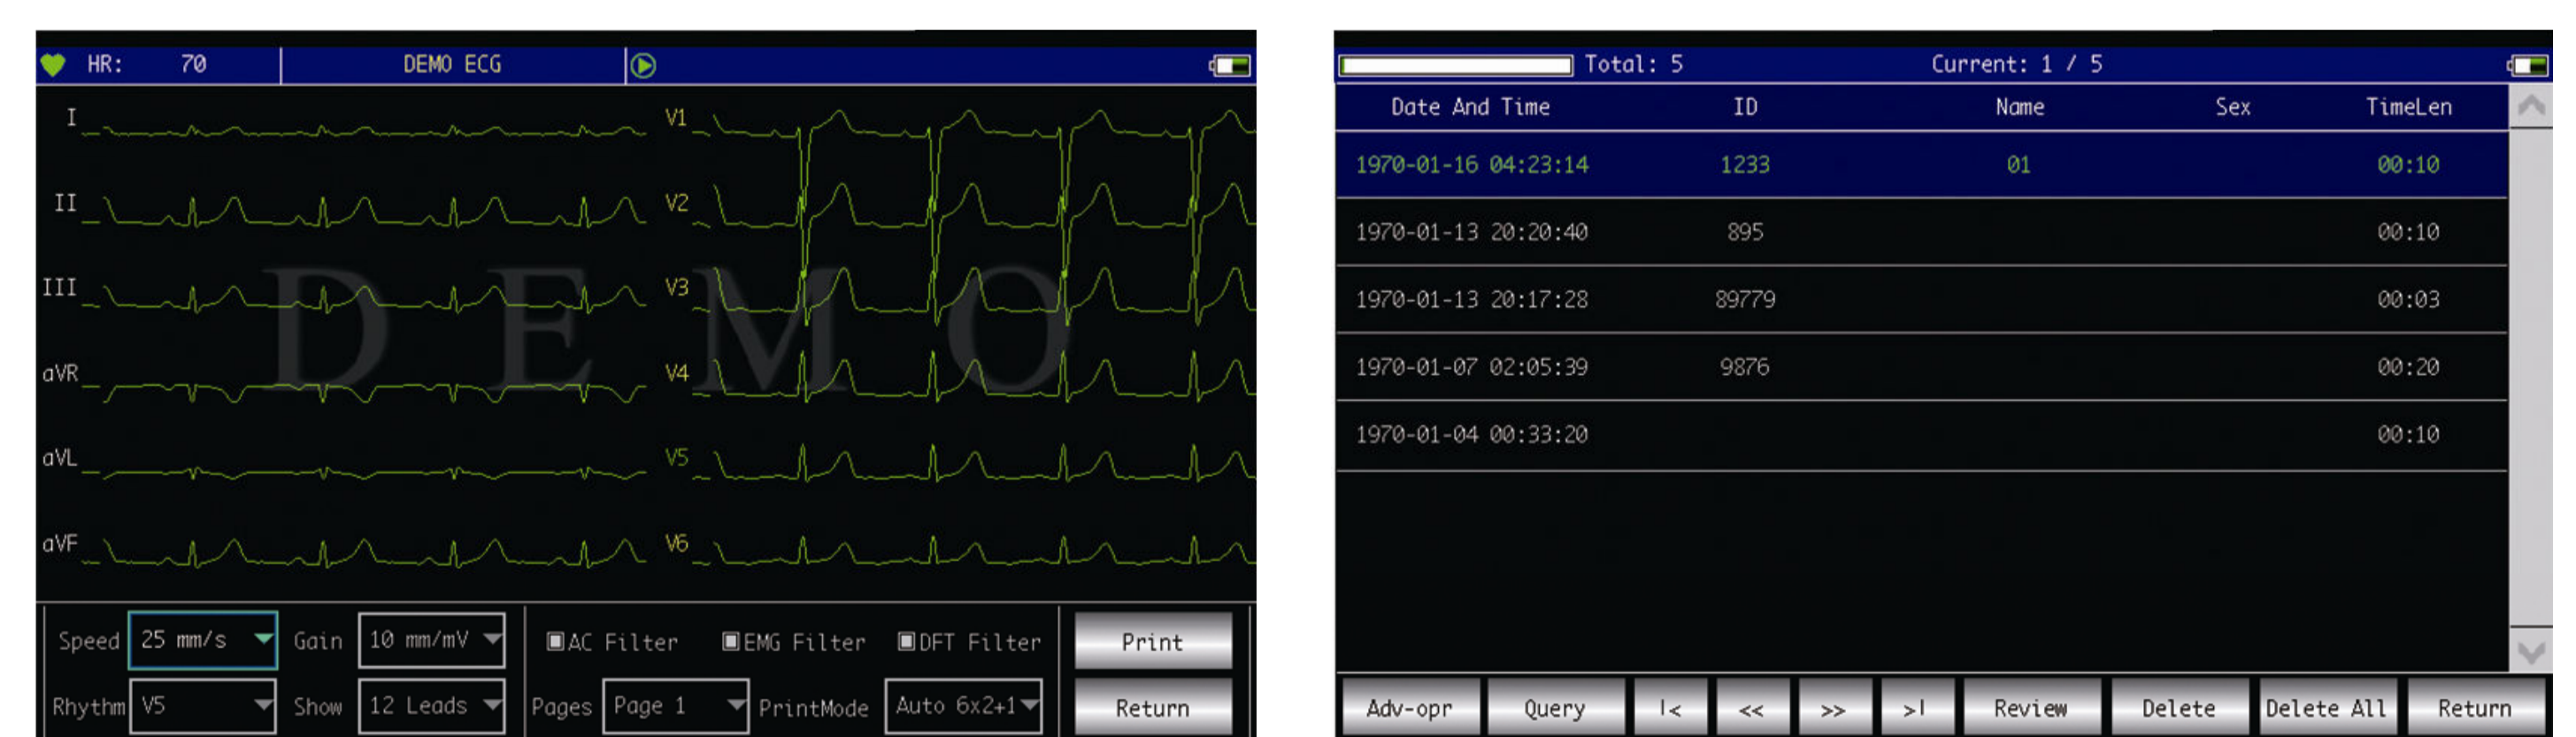 HR: 70 DEMO ECG
I
II
III
aVR
aVL
aVF
V1
V2
V3
V4
V5
V6
DEMO
Speed 25 mm/s Gain 10 mm/mV AC Filter EMG Filter DFT Filter Print
Rhythm V5 Show 12 Leads Pages Page 1 PrintMode Auto 6x2+1 Return
Total: 5 Current: 1 / 5
Date And Time ID Name Sex TimeLen
1970-01-16 04:23:14 1233 01 00:10
1970-01-13 20:20:40 895 00:10
1970-01-13 20:17:28 89779 00:03
1970-01-07 02:05:39 9876 00:20
1970-01-04 00:33:20 00:10
Adv-opr Query |< << >> >| Review Delete Delete All Return